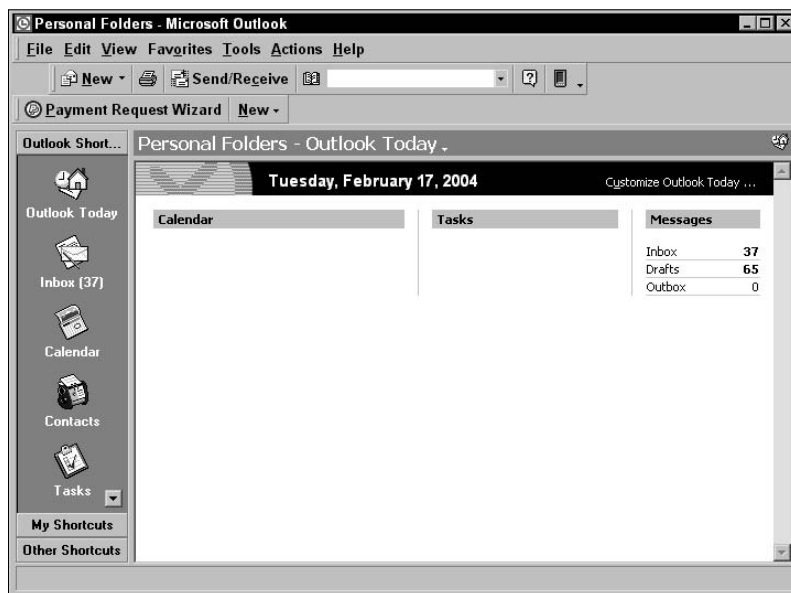 Personal Folders - Microsoft Outlook
File Edit View Favorites Tools Actions Help
New Send/Receive
Payment Request Wizard New
Outlook Short... Personal Folders - Outlook Today
Tuesday, February 17, 2004 Customize Outlook Today ...
Outlook Today
Calendar Tasks Messages
Inbox 37
Drafts 65
Outbox 0
Inbox (37)
Calendar
Contacts
Tasks
My Shortcuts
Other Shortcuts